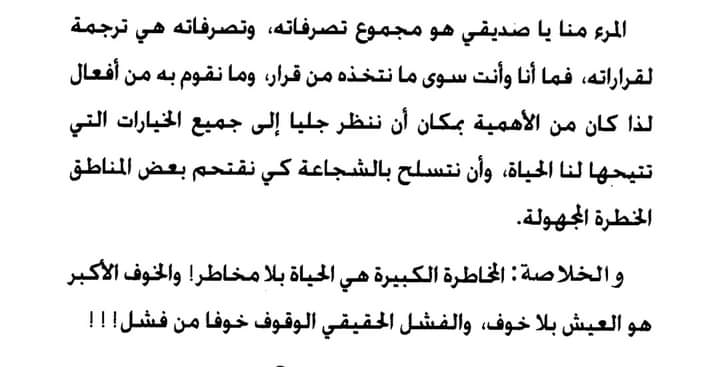 المرء منا يا صديقي هو مجموع تصرفاته، وتصرفاته هي ترجمة
لقراراته، فما أنا وأنت سوى ما نتخذه من قرار، وما نقوم به من أفعال
لذا كان من الأهمية بمكان أن ننظر جليا إلى جميع الخيارات التي
تتيحها لنا الحياة، وأن نتسلح بالشجاعة كي نقتحم بعض المناطق
الخطرة المجهولة.
و الخلاصة: المخاطرة الكبيرة هي الحياة بلا مخاطر! والخوف الأكبر
هو العيش بلا خوف، والفشل الحقيقي الوقوف خوفا من فشل!!!